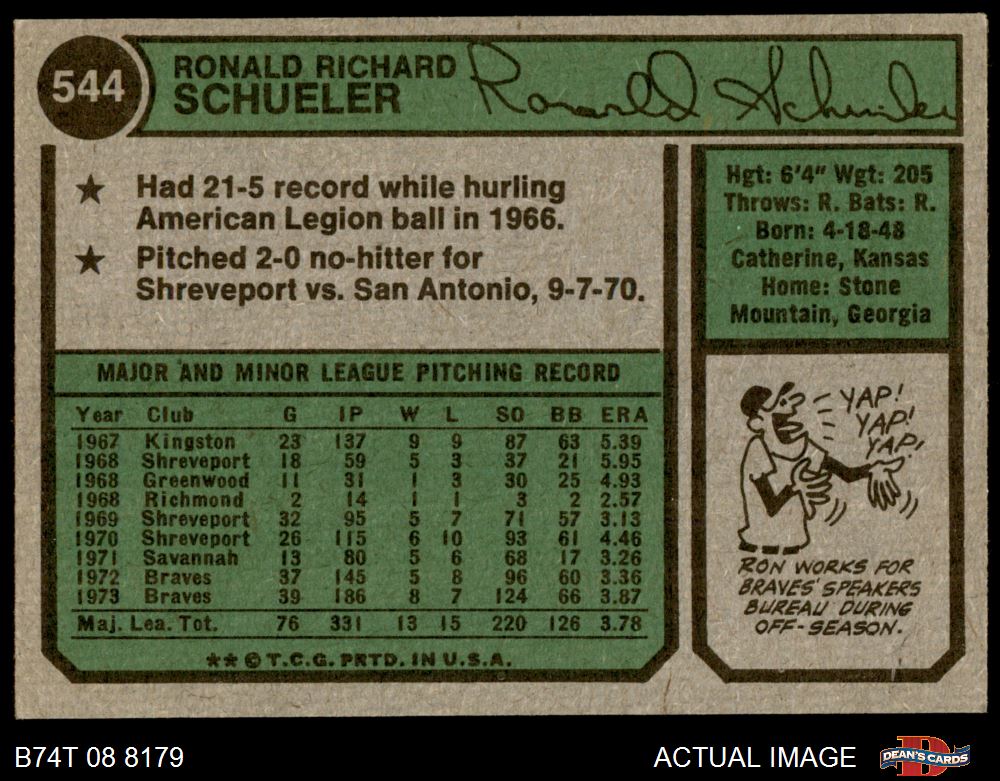 544
RONALD RICHARD
SCHUELER
Ronald Schueler
★ Had 21-5 record while hurling
American Legion ball in 1966.
★ Pitched 2-0 no-hitter for
Shreveport vs. San Antonio, 9-7-70.
Hgt: 6'4" Wgt: 205
Throws: R. Bats: R.
Born: 4-18-48
Catherine, Kansas
Home: Stone
Mountain, Georgia
MAJOR AND MINOR LEAGUE PITCHING RECORD
Year Club G IP W L SO BB ERA
1967 Kingston 23 137 9 9 87 63 5.39
1968 Shreveport 18 59 5 3 37 21 5.95
1968 Greenwood 11 31 1 3 30 25 4.93
1968 Richmond 2 14 1 1 3 2 2.57
1969 Shreveport 32 95 5 7 71 57 3.13
1970 Shreveport 26 115 6 10 93 61 4.46
1971 Savannah 13 80 5 6 68 17 3.26
1972 Braves 37 145 5 8 96 60 3.36
1973 Braves 39 186 8 7 124 66 3.87
Maj. Lea. Tot. 76 331 13 15 220 126 3.78
★★ © T.C.G. PRTD. IN U.S.A.
YAP!
YAP!
YAP!
RON WORKS FOR
BRAVES' SPEAKERS
BUREAU DURING
OFF-SEASON.
B74T 08 8179
ACTUAL IMAGE
D
DEAN'S CARDS